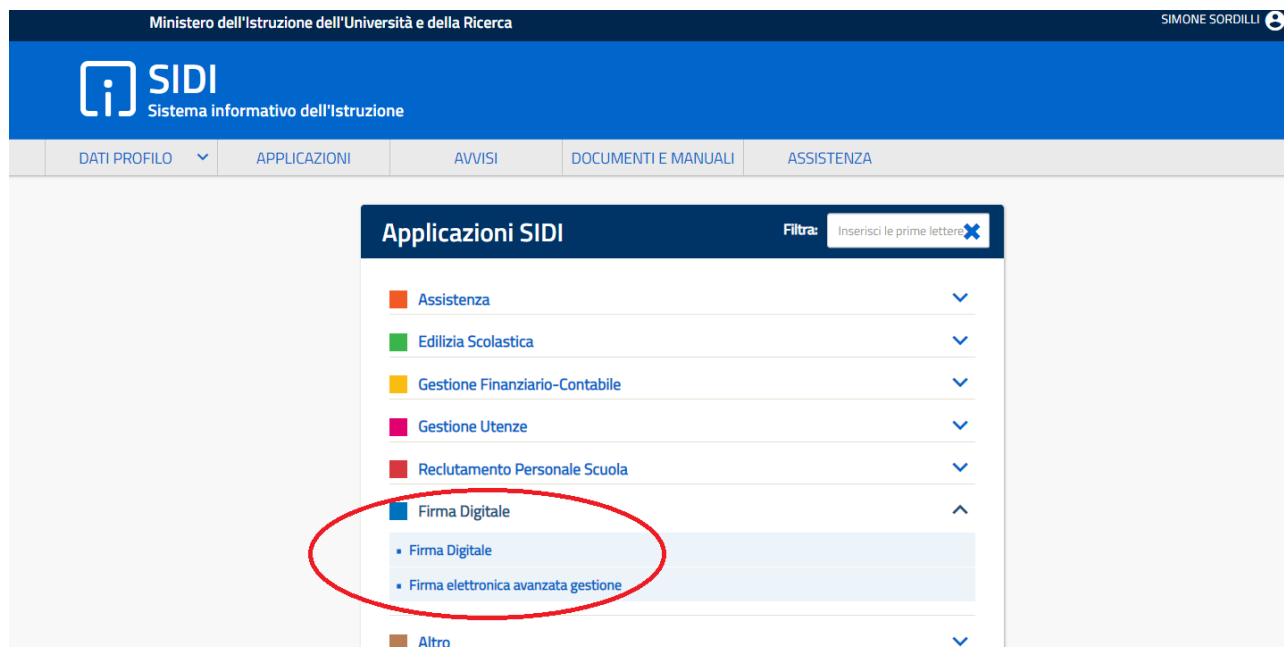 Ministero dell'Istruzione dell'Università e della Ricerca
SIMONE SORDILLI
SIDI
Sistema informativo dell'Istruzione
DATI PROFILO APPLICAZIONI AVVISI DOCUMENTI E MANUALI ASSISTENZA
Applicazioni SIDI Filtra: Inserisci le prime lettere
Assistenza
Edilizia Scolastica
Gestione Finanziario-Contabile
Gestione Utenze
Reclutamento Personale Scuola
Firma Digitale
Firma Digitale
Firma elettronica avanzata gestione
Altro